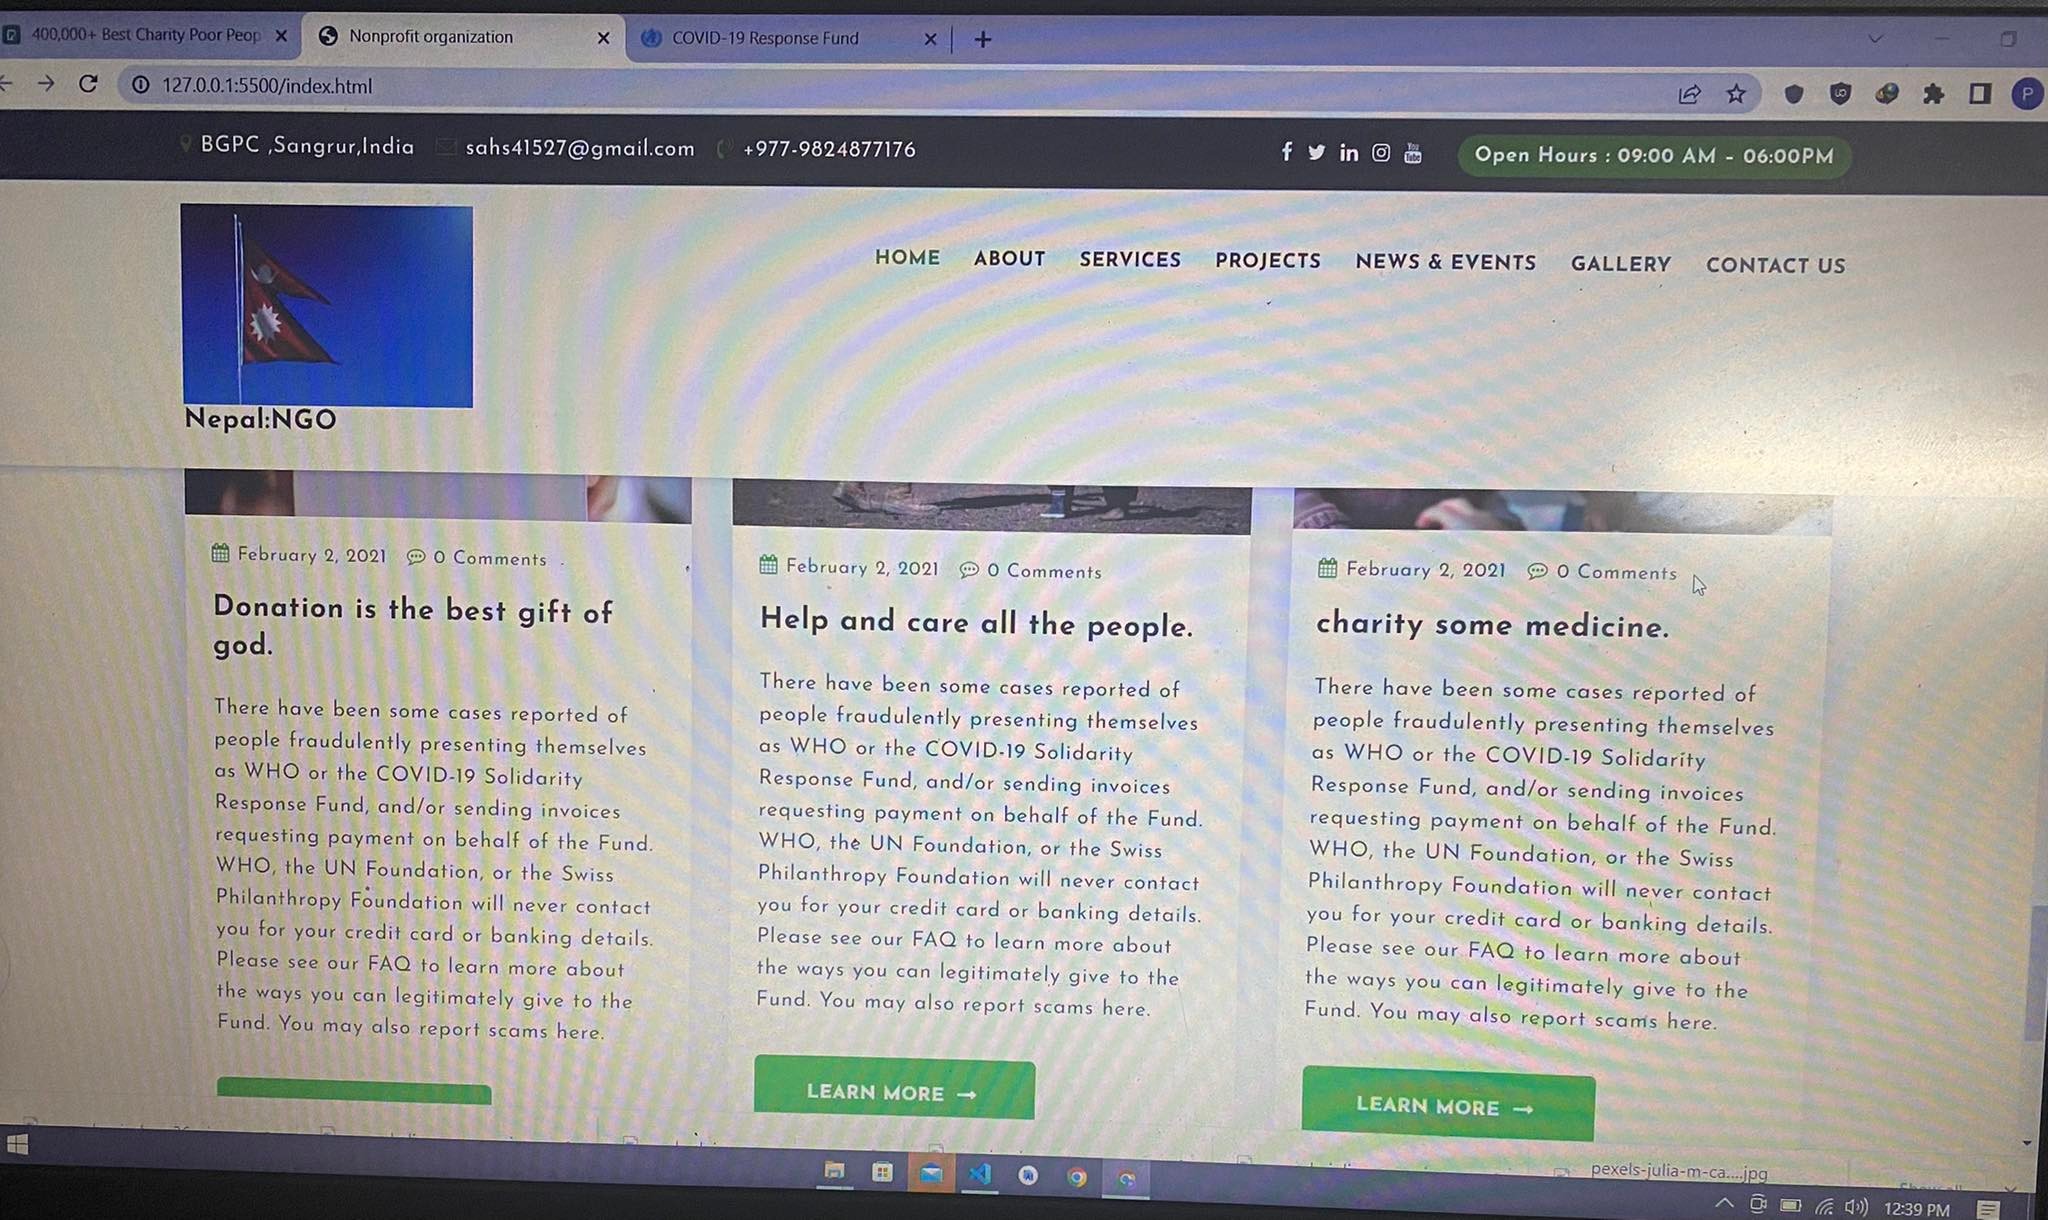 400,000+ Best Charity Poor Peop
Nonprofit organization
COVID-19 Response Fund
127.0.0.1:5500/index.html
P
BGPC ,Sangrur,India
sahs41527@gmail.com
+977-9824877176
You
Tube
Open Hours : 09:00 AM - 06:00PM
HOME ABOUT SERVICES PROJECTS NEWS & EVENTS GALLERY CONTACT US
Nepal:NGO
February 2, 2021 0 Comments
Donation is the best gift of
god.
There have been some cases reported of
people fraudulently presenting themselves
as WHO or the COVID-19 Solidarity
Response Fund, and/or sending invoices
requesting payment on behalf of the Fund.
WHO, the UN Foundation, or the Swiss
Philanthropy Foundation will never contact
you for your credit card or banking details.
Please see our FAQ to learn more about
the ways you can legitimately give to the
Fund. You may also report scams here.
February 2, 2021 0 Comments
Help and care all the people.
There have been some cases reported of
people fraudulently presenting themselves
as WHO or the COVID-19 Solidarity
Response Fund, and/or sending invoices
requesting payment on behalf of the Fund.
WHO, the UN Foundation, or the Swiss
Philanthropy Foundation will never contact
you for your credit card or banking details.
Please see our FAQ to learn more about
the ways you can legitimately give to the
Fund. You may also report scams here.
LEARN MORE →
February 2, 2021 0 Comments
charity some medicine.
There have been some cases reported of
people fraudulently presenting themselves
as WHO or the COVID-19 Solidarity
Response Fund, and/or sending invoices
requesting payment on behalf of the Fund.
WHO, the UN Foundation, or the Swiss
Philanthropy Foundation will never contact
you for your credit card or banking details.
Please see our FAQ to learn more about
the ways you can legitimately give to the
Fund. You may also report scams here.
LEARN MORE →
pexels-julia-m-ca....jpg
12:39 PM